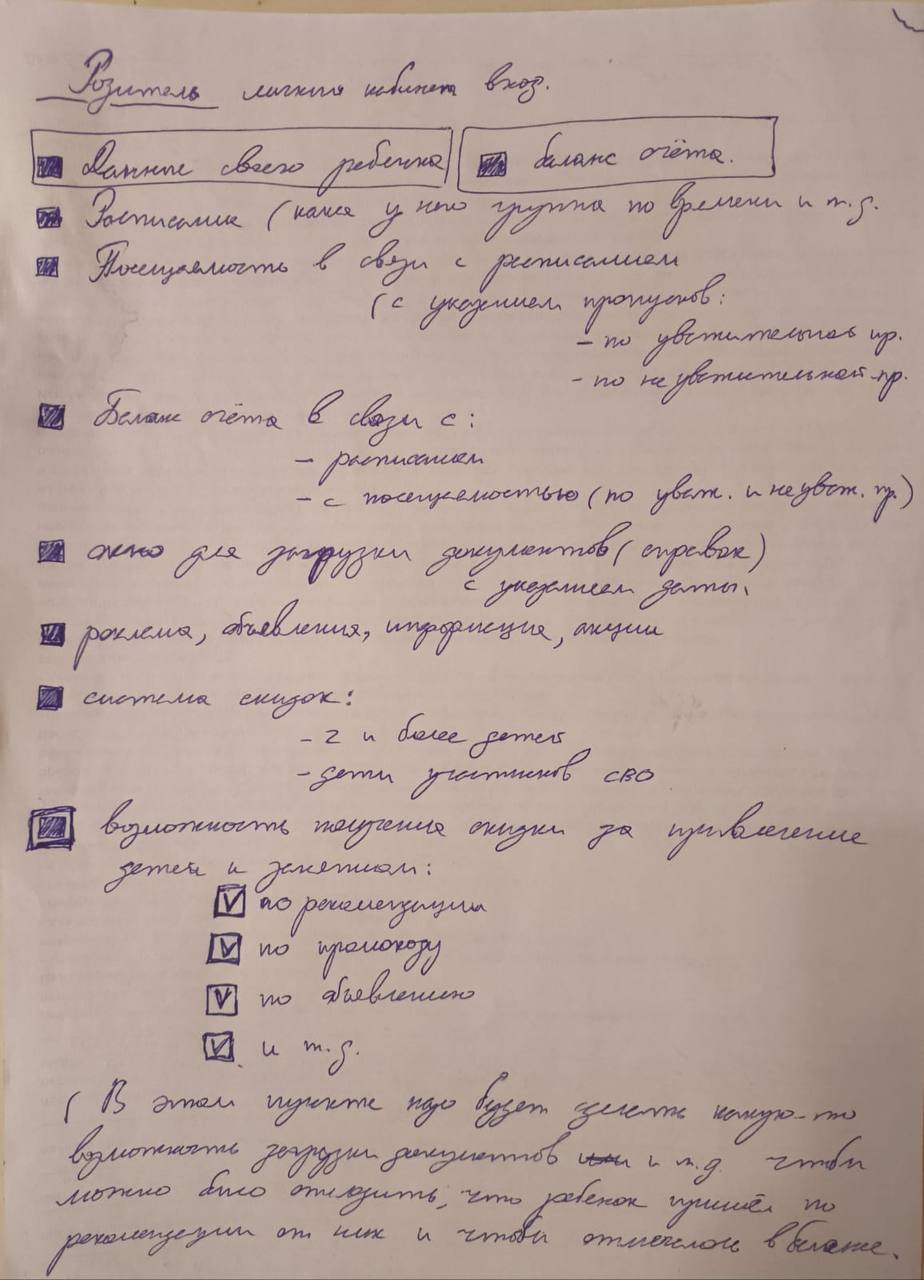 Родитель личный кабинет вход.
Данные своего ребенка
баланс счёта.
Расписание (какая у него группа по времени и т.д.
Посещаемость в связи с расписанием
(с указанием пропусков:
- по уважительной пр.
- по неуважительной пр.
Баланс счёта в связи с:
- расписанием
- с посещаемостью (по уваж. и неуваж. пр.)
окно для загрузки документов (справок)
с указанием даты.
реклама, объявления, информация, акции
система скидок:
- 2 и более детей
- дети участников СВО
возможность получения скидки за привлечение
детей к занятиям:
по рекомендации
по промокоду
по объявлению
и т.д.
(В этом пункте надо будет сделать какую-то
возможность загрузки документов и т.д. чтобы
можно было отследить, что ребенок пришёл по
рекомендации от них и чтобы отмечалось в балансе.